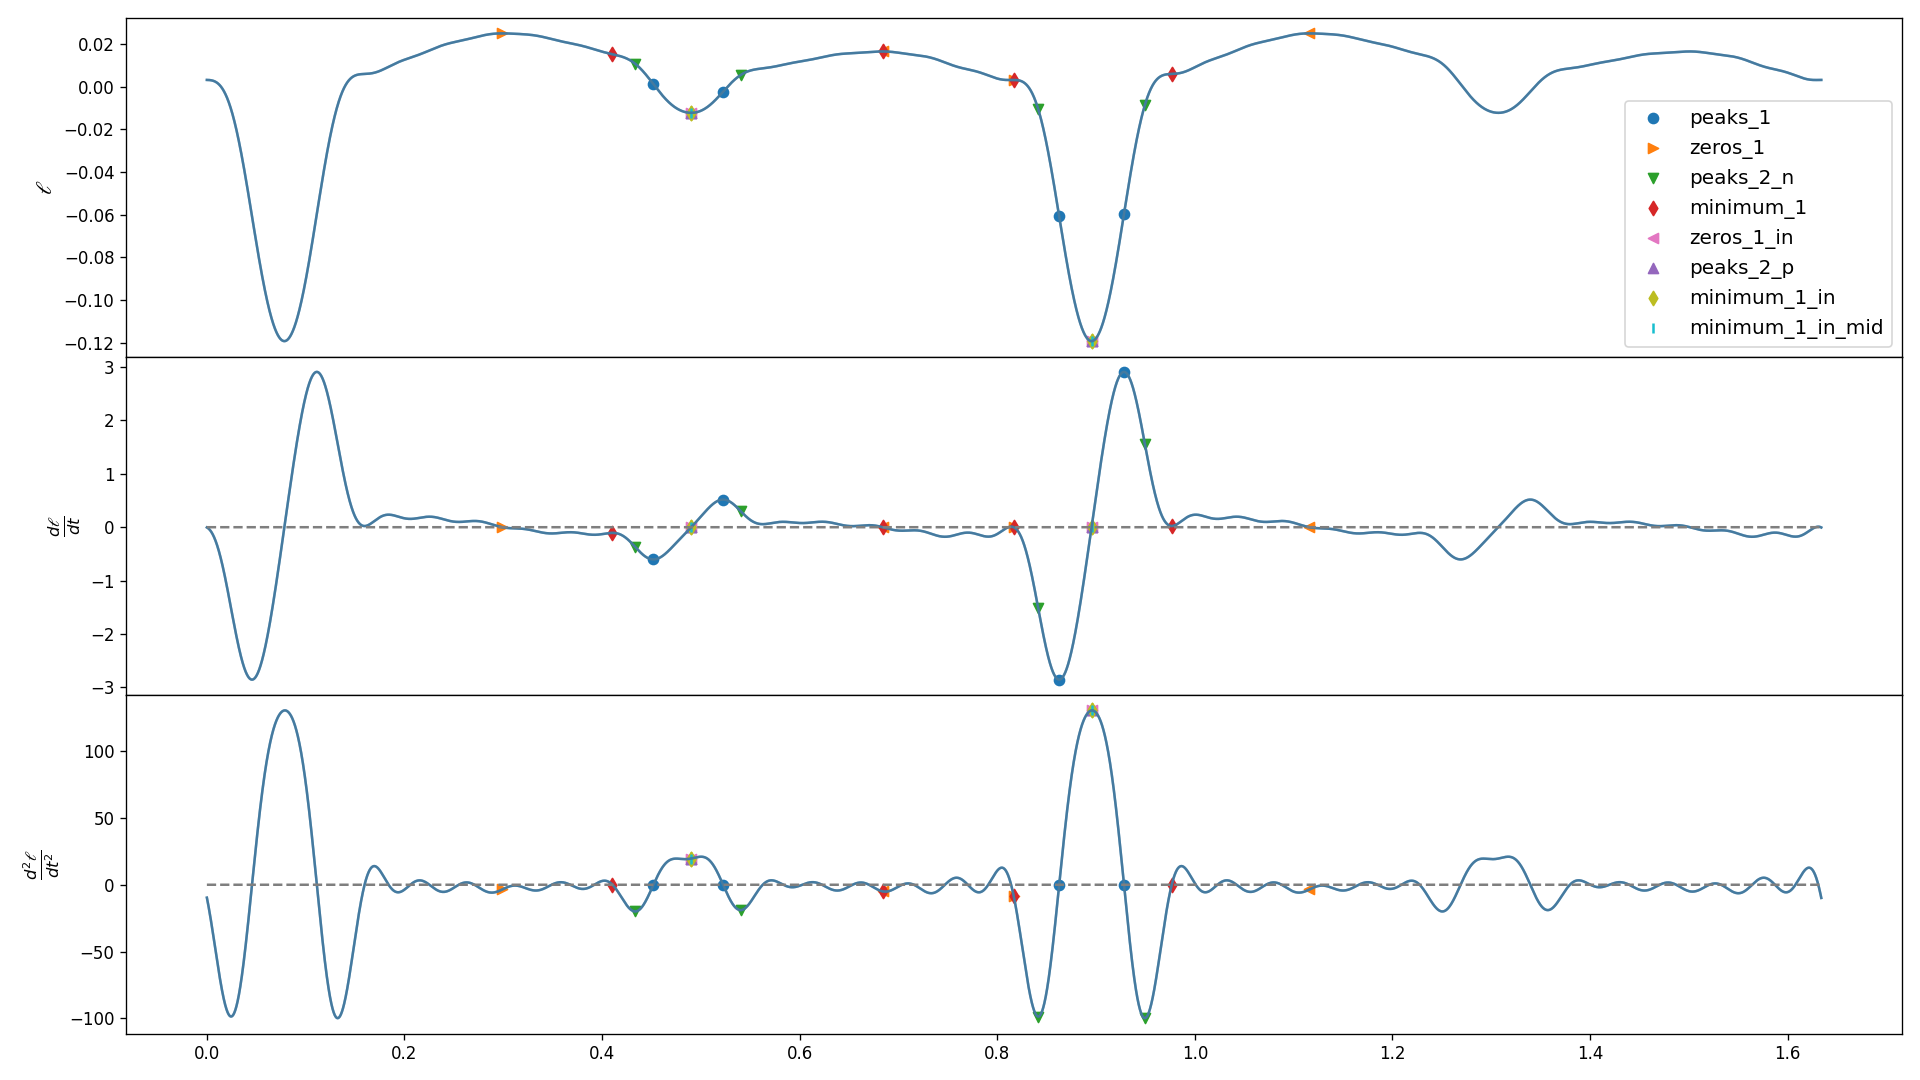 0.02
0.00
−0.02
−0.04
−0.06
−0.08
−0.10
−0.12
ℓ
peaks_1
zeros_1
peaks_2_n
minimum_1
zeros_1_in
peaks_2_p
minimum_1_in
minimum_1_in_mid
3
2
1
0
−1
−2
−3
dℓ
dt
100
50
0
−50
−100
d²ℓ
dt²
0.0 0.2 0.4 0.6 0.8 1.0 1.2 1.4 1.6